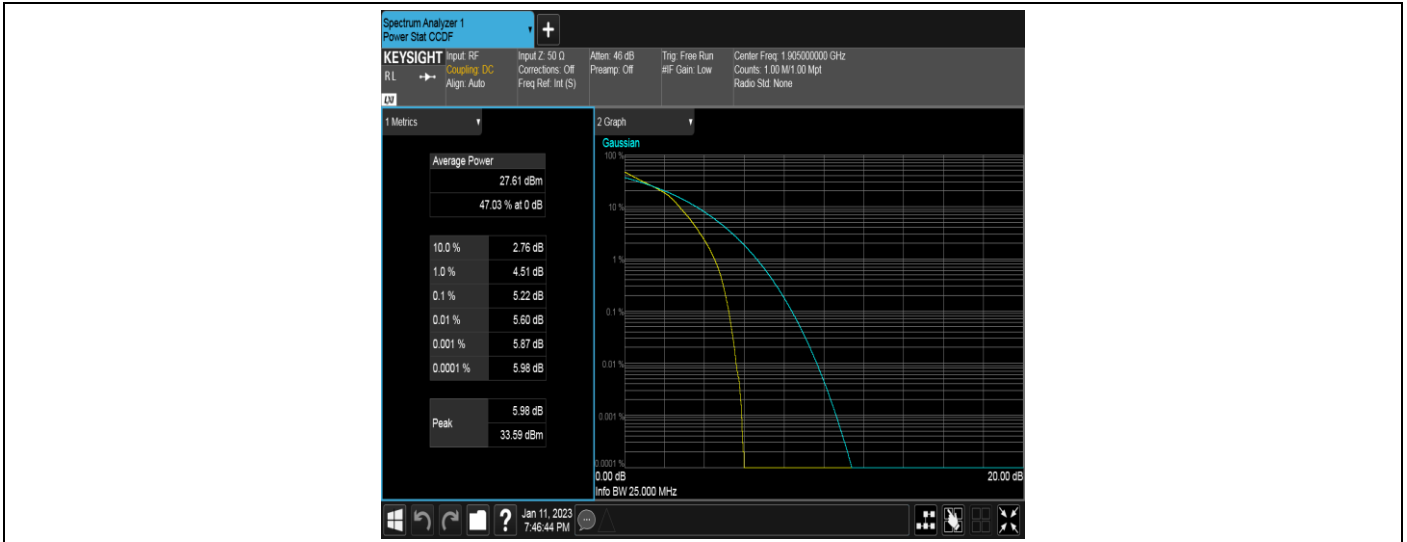 Spectrum Analyzer 1
Power Stat CCDF
+
KEYSIGHT
RL
LXI
Input: RF
Coupling: DC
Align: Auto
Input Z: 50 Ω
Corrections: Off
Freq Ref: Int (S)
Atten: 46 dB
Preamp: Off
Trig: Free Run
#IF Gain: Low
Center Freq: 1.905000000 GHz
Counts: 1.00 M/1.00 Mpt
Radio Std: None
1 Metrics
Average Power
27.61 dBm
47.03 % at 0 dB
10.0 % 2.76 dB
1.0 % 4.51 dB
0.1 % 5.22 dB
0.01 % 5.60 dB
0.001 % 5.87 dB
0.0001 % 5.98 dB
Peak
5.98 dB
33.59 dBm
2 Graph
Gaussian
100 %
10 %
1 %
0.1 %
0.01 %
0.001 %
0.0001 %
0.00 dB
20.00 dB
Info BW 25.000 MHz
?
Jan 11, 2023
7:46:44 PM